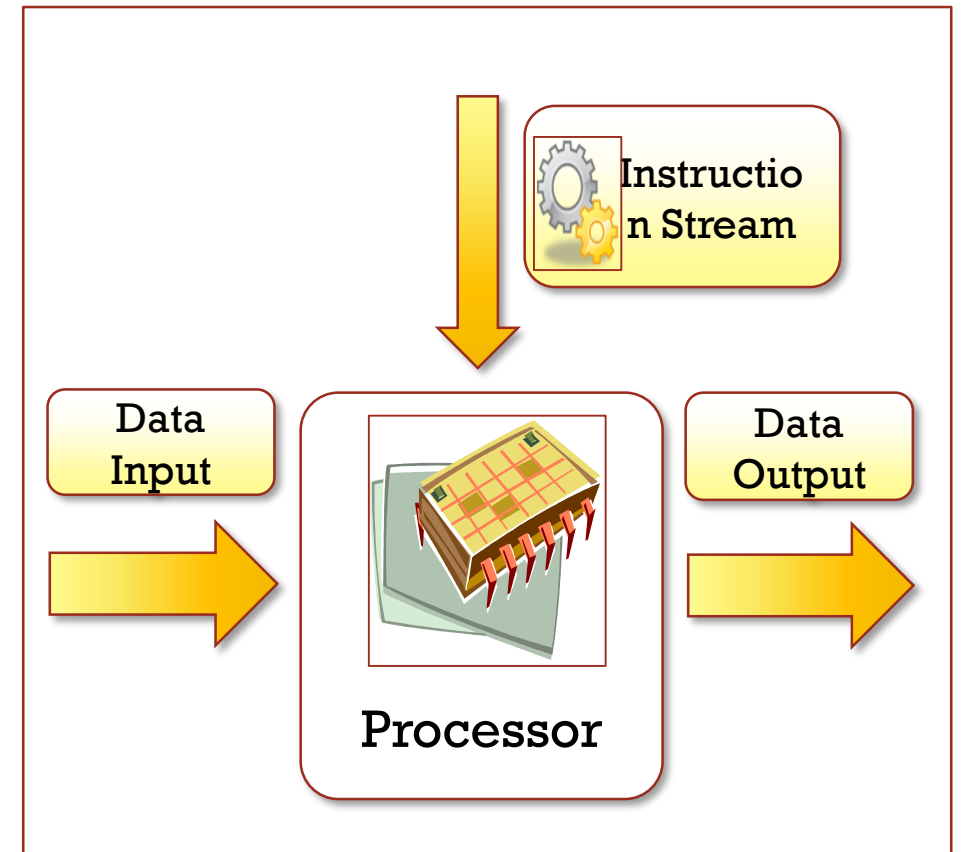 Instructio
n Stream
Data
Input
Data
Output
Processor